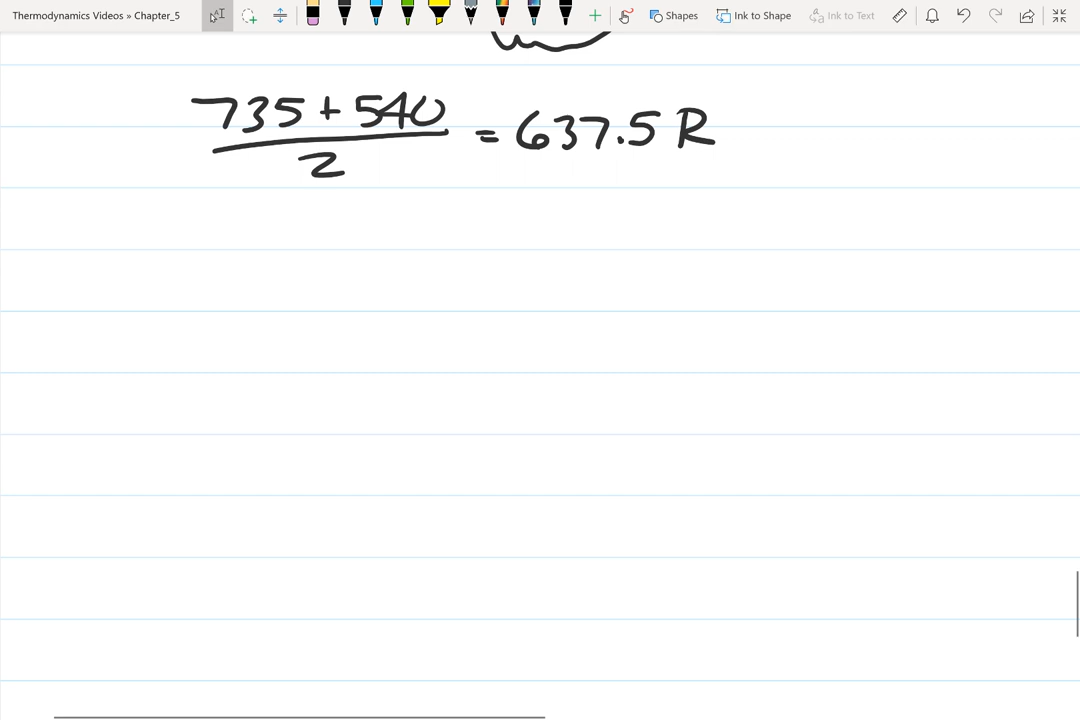 Thermodynamics Videos » Chapter_5
Shapes
Ink to Shape
Ink to Text
735 + 540
2
= 637.5 R